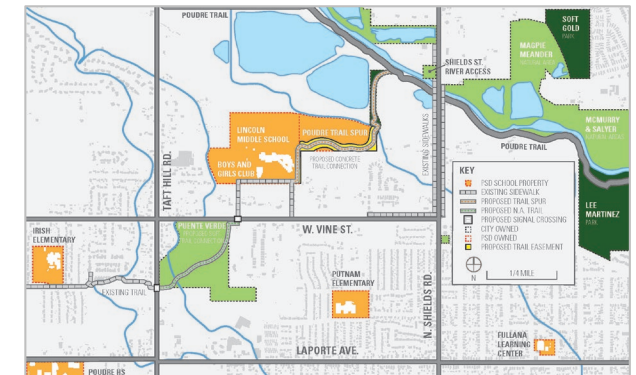 POUDRE TRAIL
SOFT
GOLD
PARK
MAGPIE
MEANDER
NATURAL AREA
SHIELDS ST.
RIVER ACCESS
MCMURRY
& SALYER
NATURAL AREAS
POUDRE TRAIL
LINCOLN
MIDDLE SCHOOL
POUDRE TRAIL SPUR
BOYS AND
GIRLS CLUB
PROPOSED CONCRETE
TRAIL CONNECTION
EXISTING SIDEWALKS
TAFT HILL RD.
KEY
PSD SCHOOL PROPERTY
EXISTING SIDEWALK
PROPOSED TRAIL SPUR
PROPOSED N.A. TRAIL
PROPOSED SIGNAL CROSSING
CITY OWNED
PSD OWNED
PROPOSED TRAIL EASEMENT
N
1/4 MILE
LEE
MARTINEZ
PARK
PUENTE VERDE
TRAIL CONNECTION
W. VINE ST.
IRISH
ELEMENTARY
EXISTING TRAIL
PUTNAM
ELEMENTARY
N. SHIELDS RD.
LAPORTE AVE.
FULLANA
LEARNING
CENTER
POUDRE HS